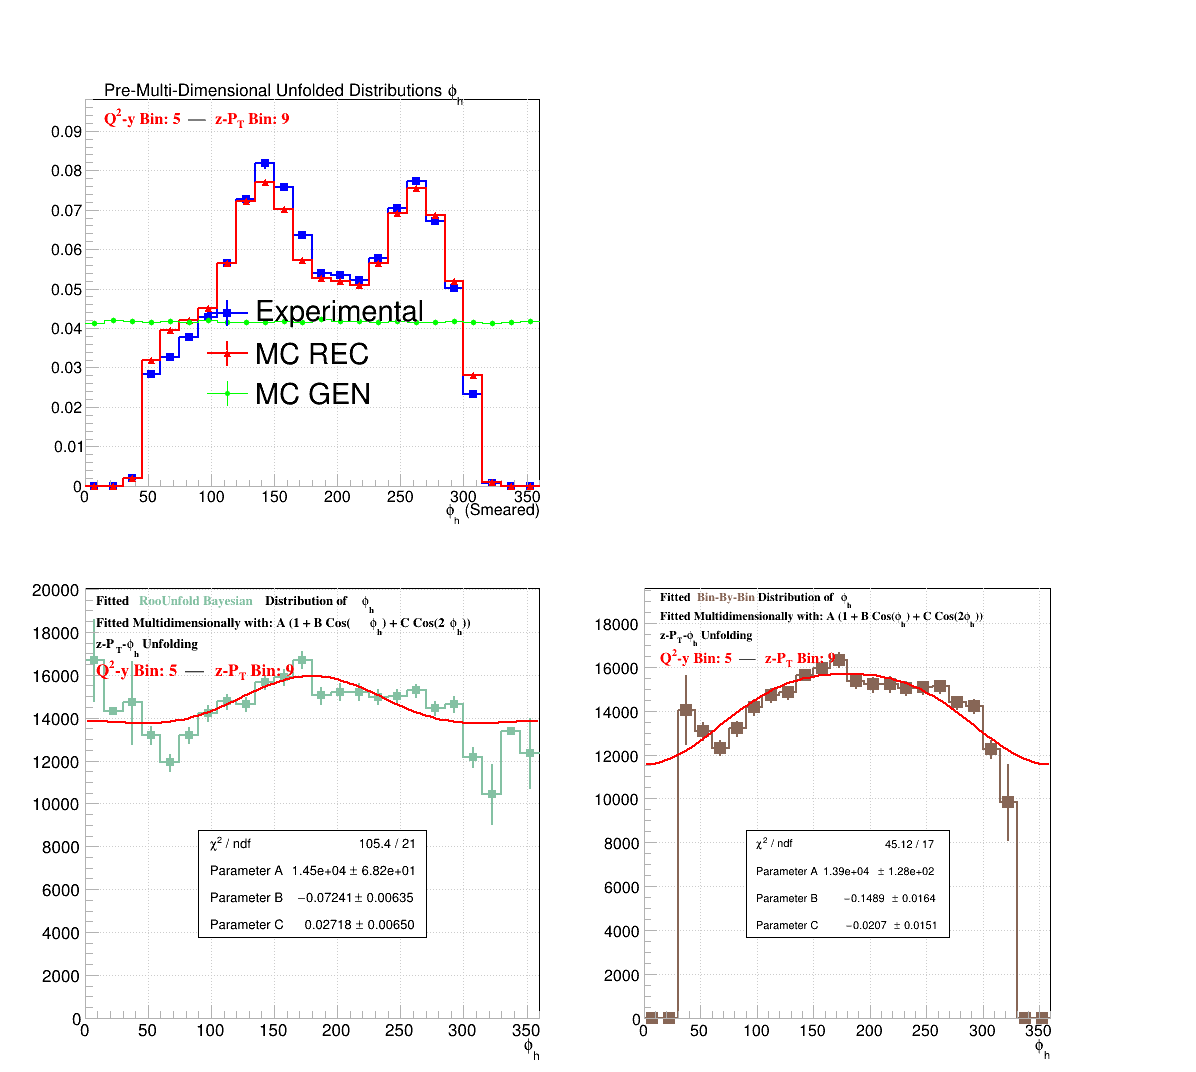 Pre-Multi-Dimensional Unfolded Distributions ϕh
Q2-y Bin: 5 — z-PT Bin: 9
0.09
0.08
0.07
0.06
0.05
0.04
0.03
0.02
0.01
0
Experimental
MC REC
MC GEN
0 50 100 150 200 250 300 350
ϕh (Smeared)
Fitted RooUnfold Bayesian Distribution of ϕh
Fitted Multidimensionally with: A (1 + B Cos( ϕh) + C Cos(2 ϕh))
z-PT-ϕh Unfolding
Q2-y Bin: 5 — z-PT Bin: 9
20000
18000
16000
14000
12000
10000
8000
6000
4000
2000
0
χ2 / ndf 105.4 / 21
Parameter A 1.45e+04 ± 6.82e+01
Parameter B −0.07241 ± 0.00635
Parameter C 0.02718 ± 0.00650
0 50 100 150 200 250 300 350
ϕh
Fitted Bin-By-Bin Distribution of ϕh
Fitted Multidimensionally with: A (1 + B Cos(ϕh) + C Cos(2ϕh))
z-PT-ϕh Unfolding
Q2-y Bin: 5 — z-PT Bin: 9
18000
16000
14000
12000
10000
8000
6000
4000
2000
0
χ2 / ndf 45.12 / 17
Parameter A 1.39e+04 ± 1.28e+02
Parameter B −0.1489 ± 0.0164
Parameter C −0.0207 ± 0.0151
0 50 100 150 200 250 300 350
ϕh